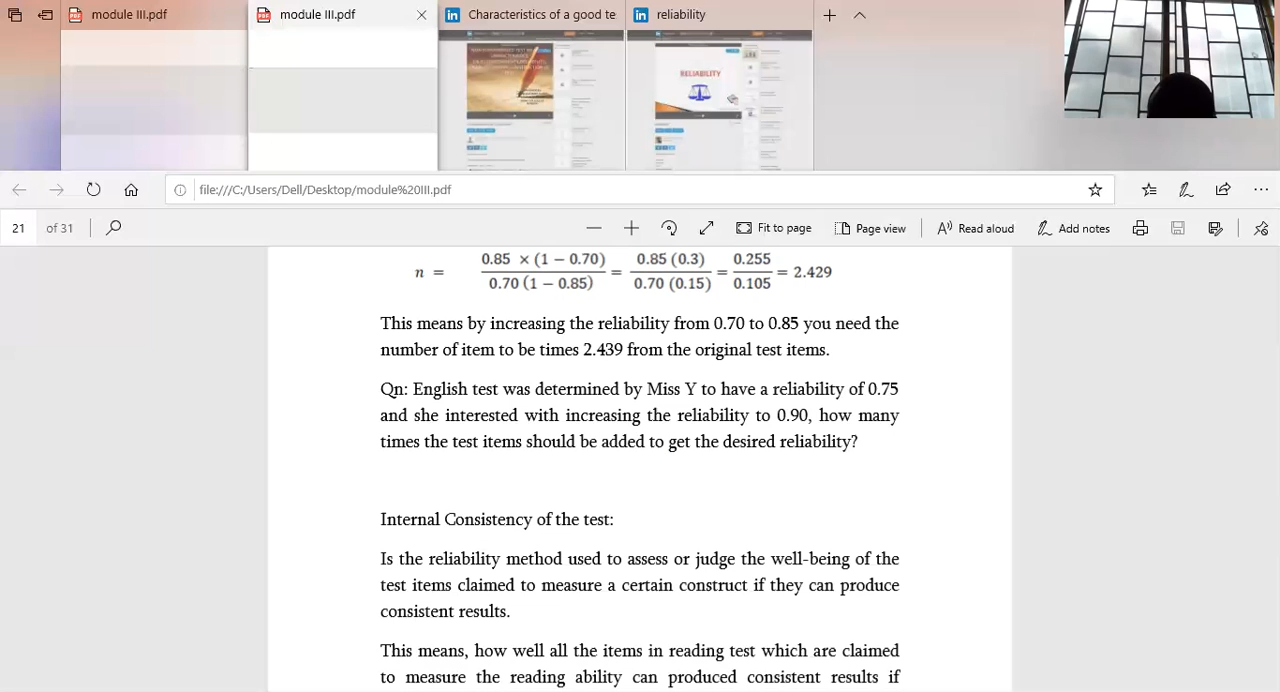 module III.pdf
module III.pdf
Characteristics of a good te
reliability
RELIABILITY
file:///C:/Users/Dell/Desktop/module%20III.pdf
21 of 31
Fit to page
Page view
Read aloud
Add notes
n = 0.85 × (1 − 0.70) / 0.70 (1 − 0.85) = 0.85 (0.3) / 0.70 (0.15) = 0.255 / 0.105 = 2.429
This means by increasing the reliability from 0.70 to 0.85 you need the
number of item to be times 2.439 from the original test items.
Qn: English test was determined by Miss Y to have a reliability of 0.75
and she interested with increasing the reliability to 0.90, how many
times the test items should be added to get the desired reliability?
Internal Consistency of the test:
Is the reliability method used to assess or judge the well-being of the
test items claimed to measure a certain construct if they can produce
consistent results.
This means, how well all the items in reading test which are claimed
to measure the reading ability can produced consistent results if